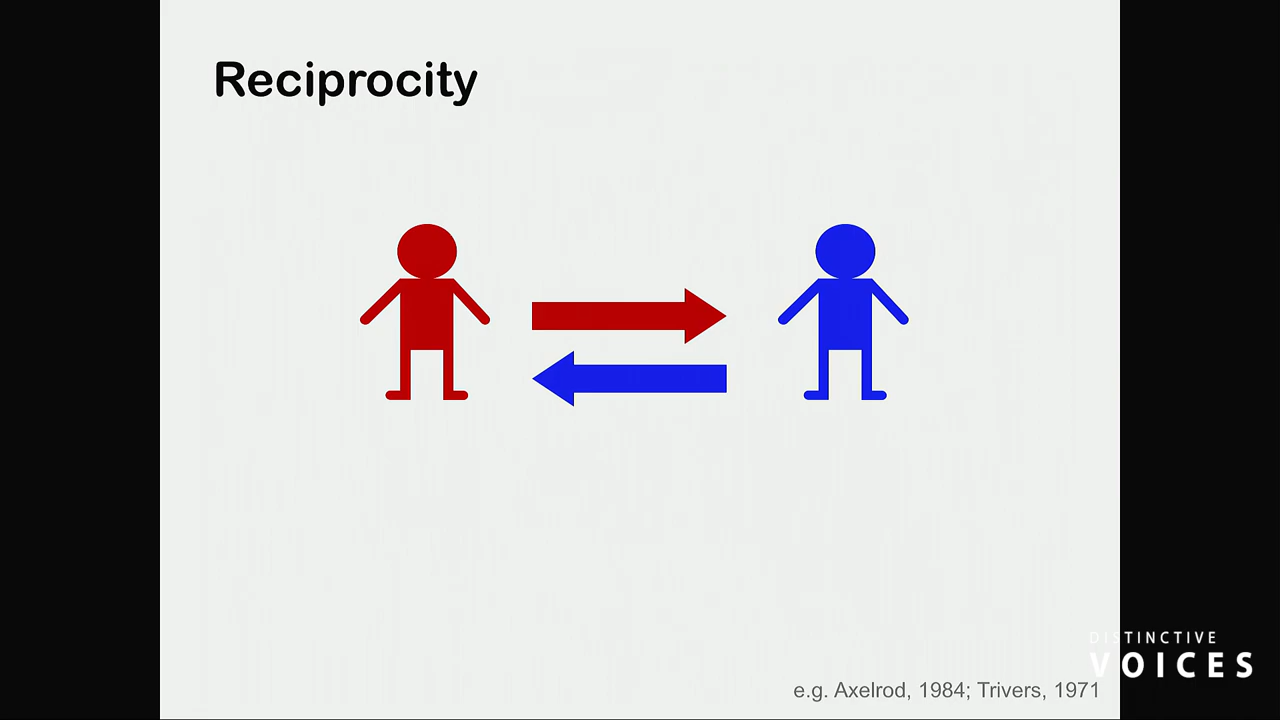 Reciprocity
DISTINCTIVE
VOICES
e.g. Axelrod, 1984; Trivers, 1971